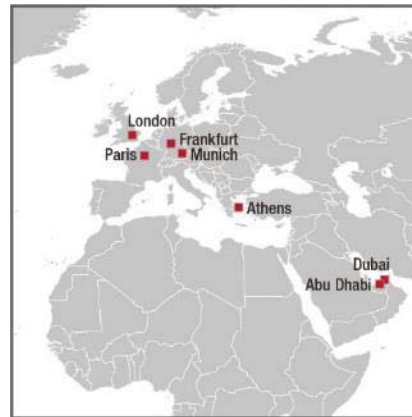 London
Frankfurt
Paris
Munich
Athens
Dubai
Abu Dhabi